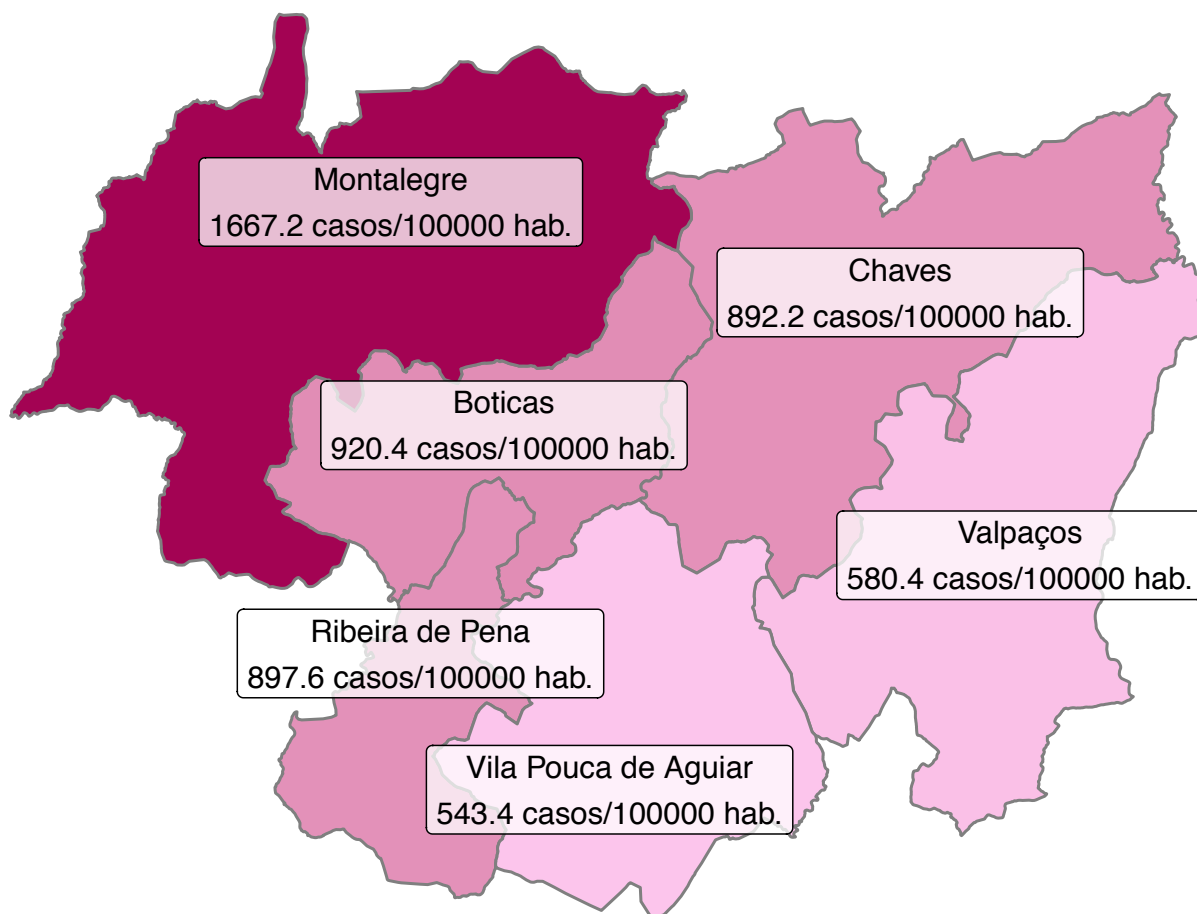 Montalegre
1667.2 casos/100000 hab.
Chaves
892.2 casos/100000 hab.
Boticas
920.4 casos/100000 hab.
Valpaços
580.4 casos/100000 hab.
Ribeira de Pena
897.6 casos/100000 hab.
Vila Pouca de Aguiar
543.4 casos/100000 hab.